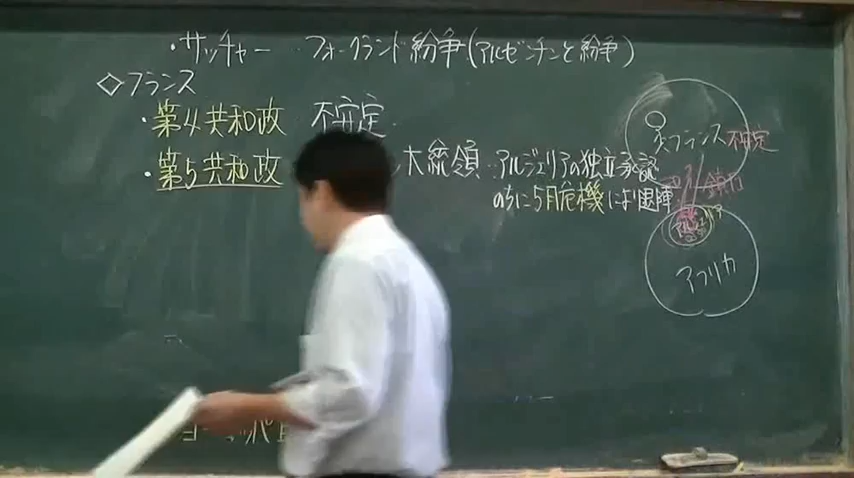 ・サッチャー フォークランド紛争(アルゼンチンと紛争)
◇フランス
・第4共和政 不安定
・第5共和政 大統領 アルジェリアの独立承認
のちに5月危機により退陣
フランス 不安定
アフリカ